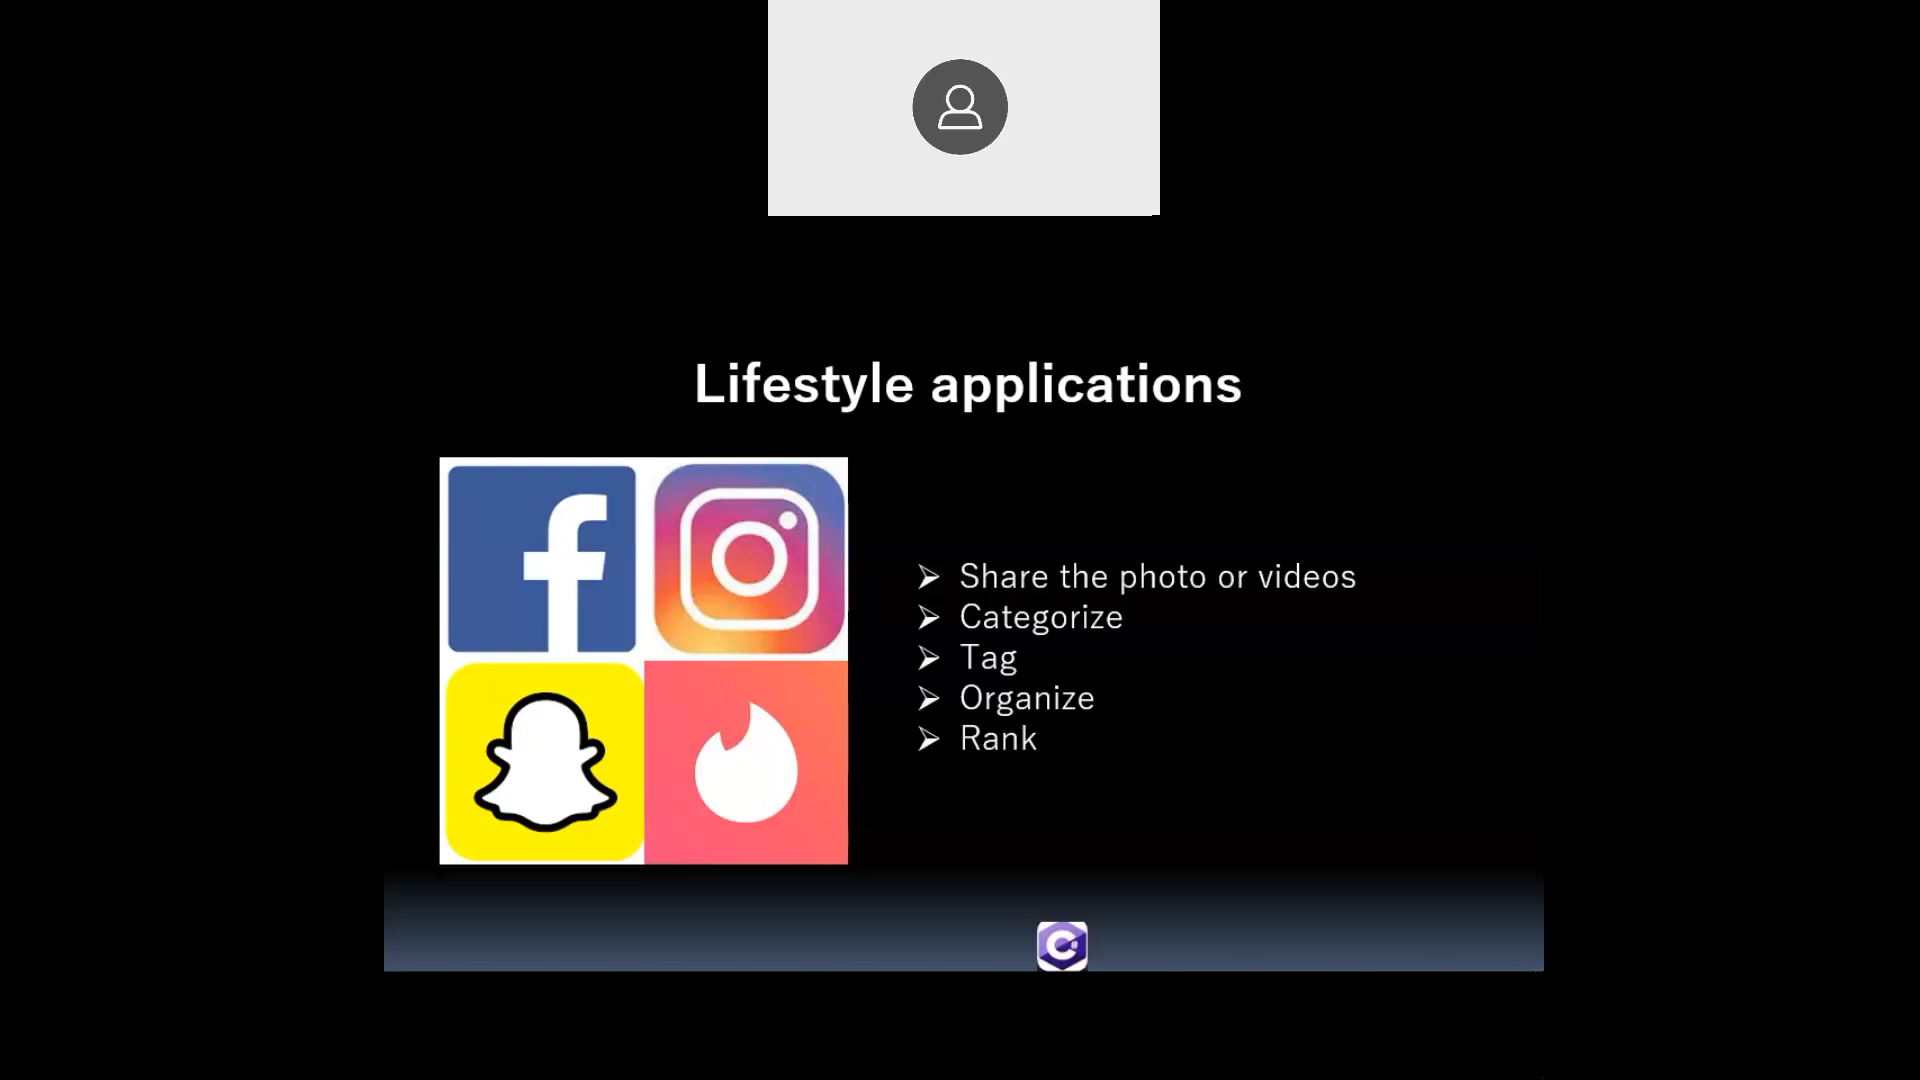 Lifestyle applications
Share the photo or videos
Categorize
Tag
Organize
Rank